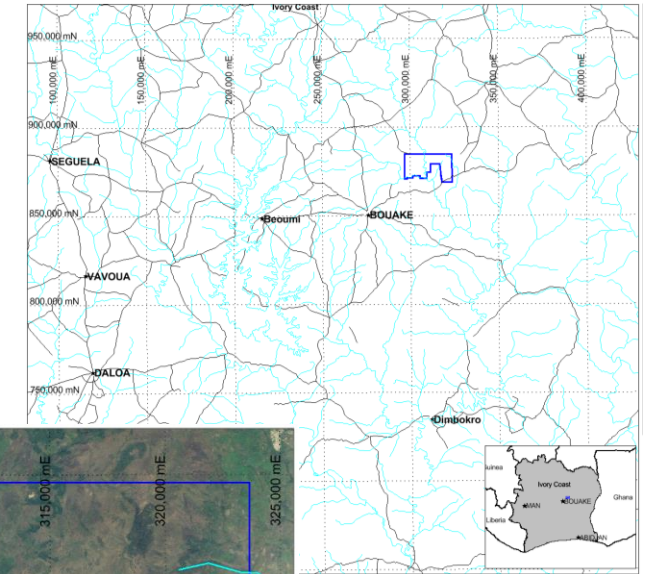 Ivory Coast
950,000 mN
100,000 mE
150,000 mE
200,000 mE
250,000 mE
300,000 mE
350,000 mE
400,000 mE
900,000 mN
SEGUELA
850,000 mN
Beoumi
BOUAKE
VAVOUA
800,000 mN
DALOA
750,000 mN
Dimbokro
315,000 mE
320,000 mE
325,000 mE
uinea
Ivory Coast
Ghana
MAN
BOUAKE
Liberia
ABIDJAN